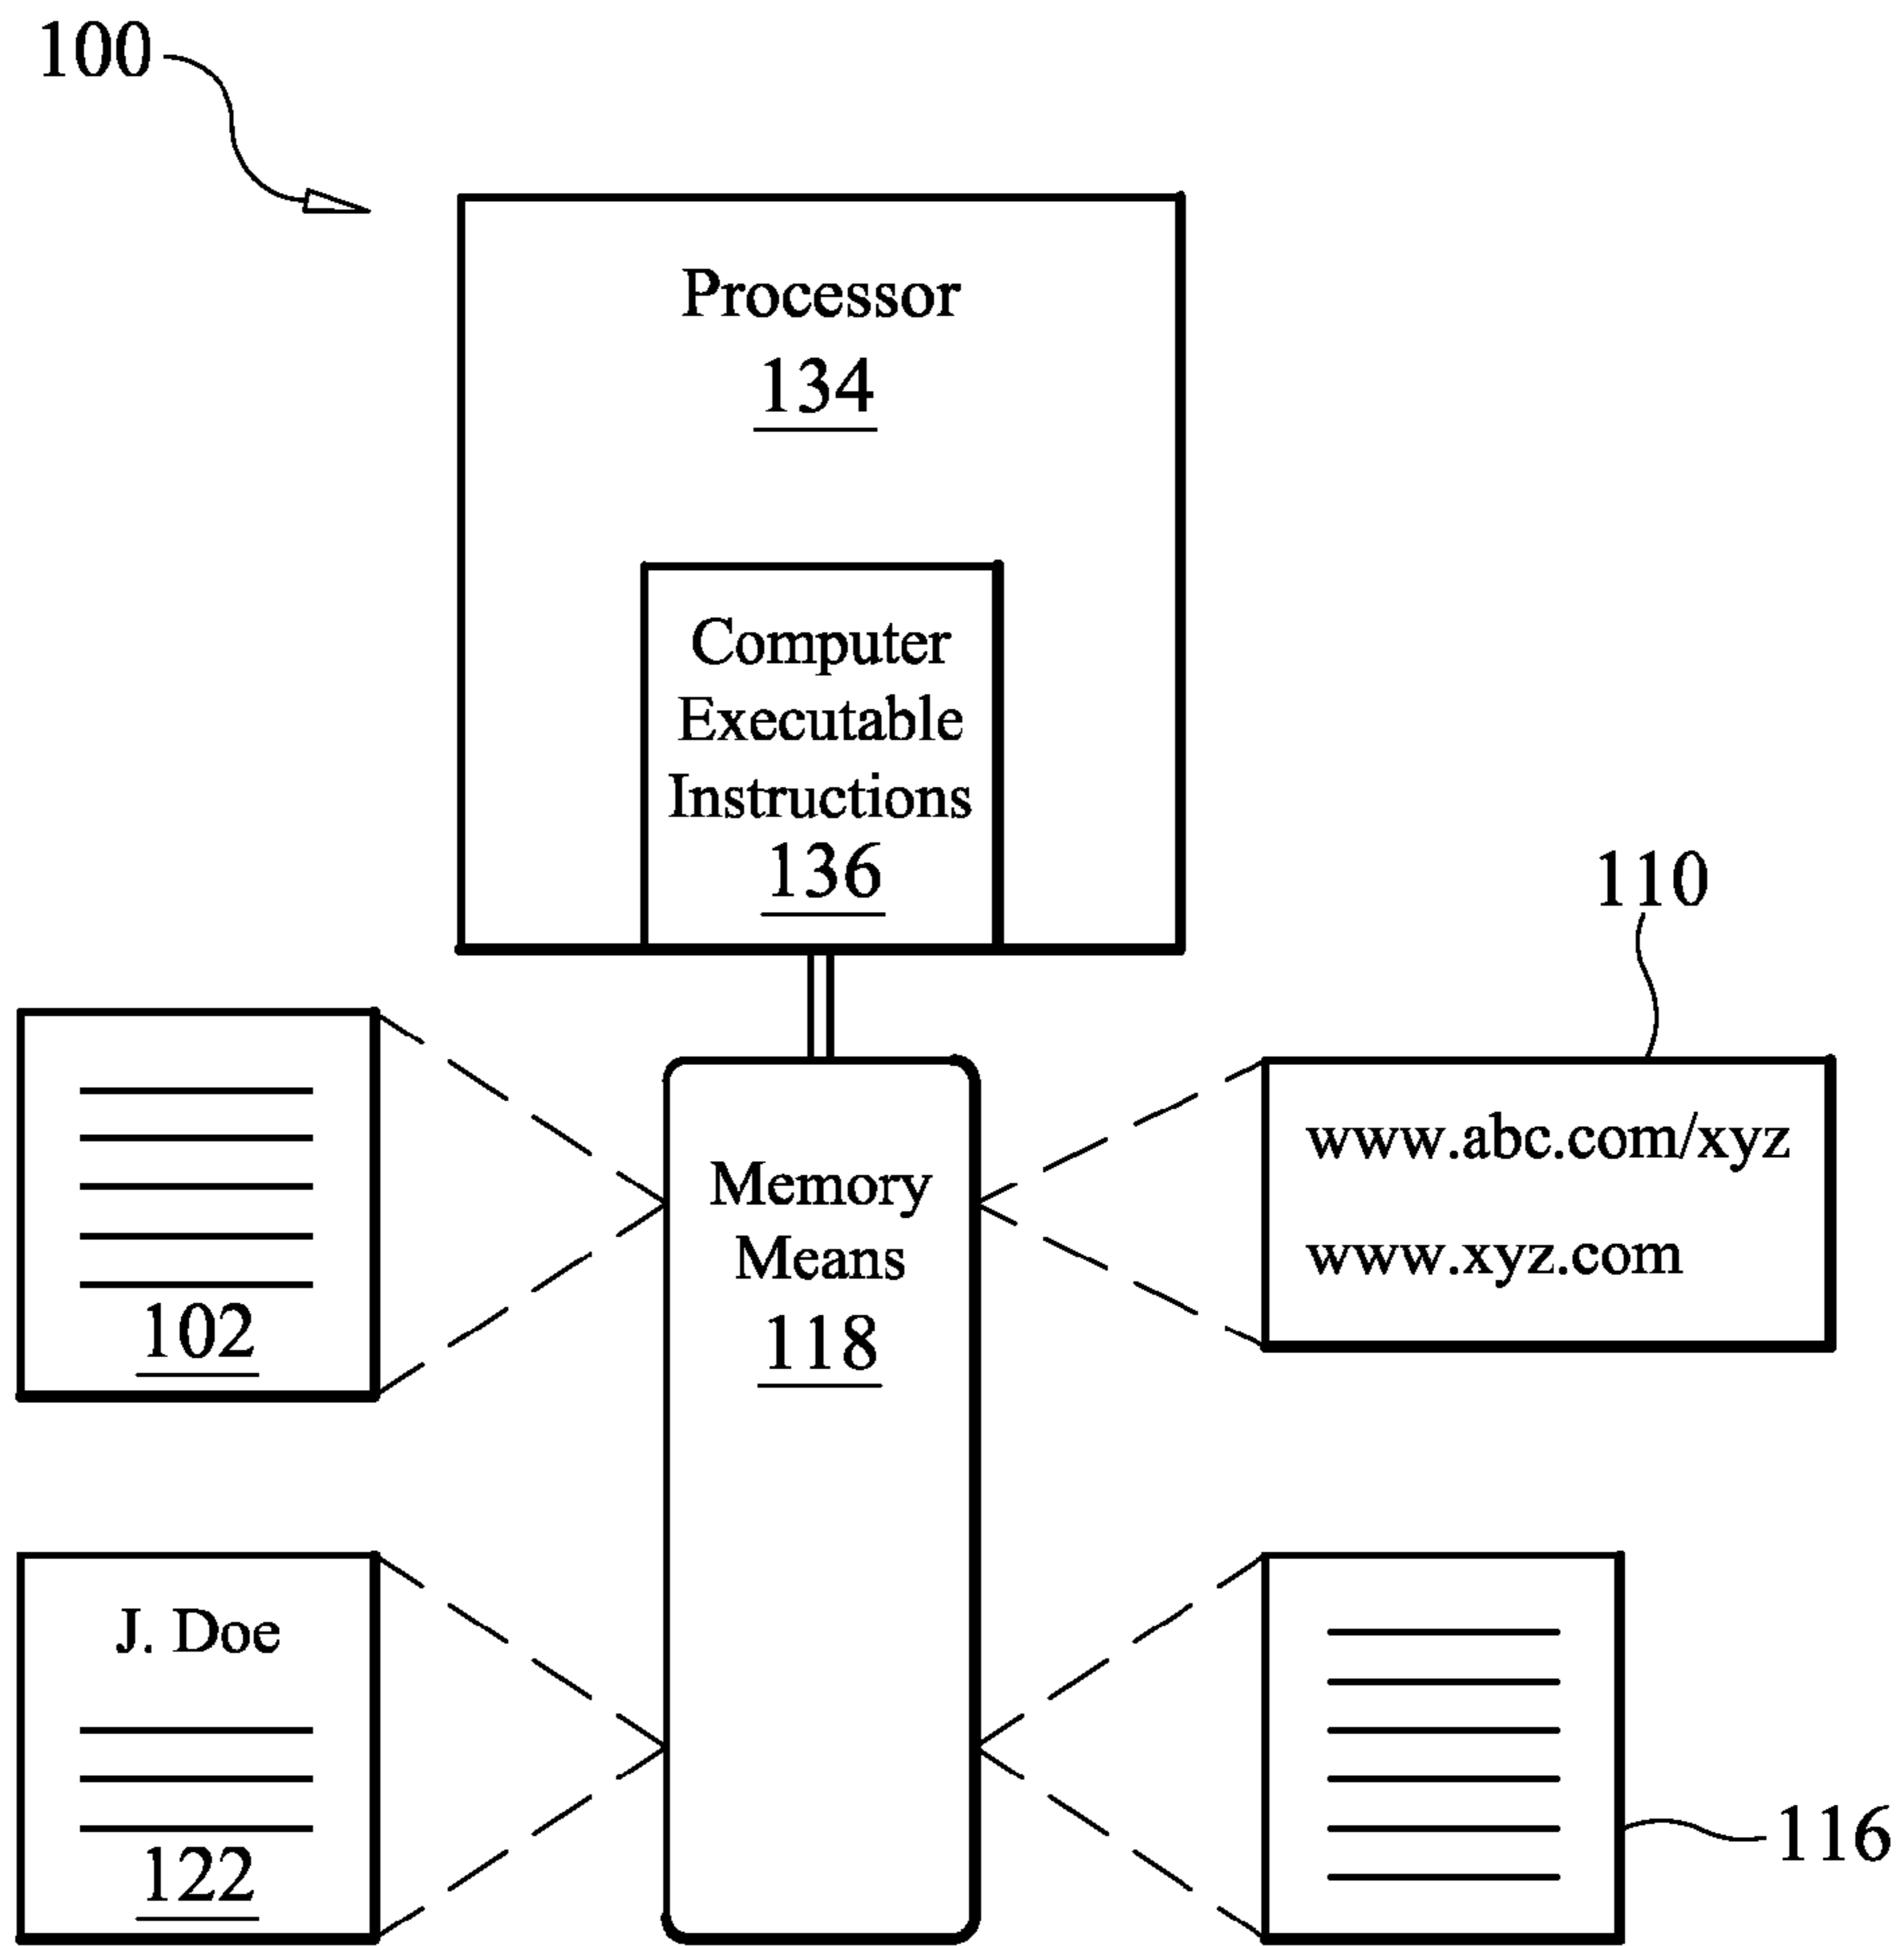 100
Processor
134
Computer
Executable
Instructions
136
110
www.abc.com/xyz
www.xyz.com
Memory
Means
118
102
J. Doe
122
116